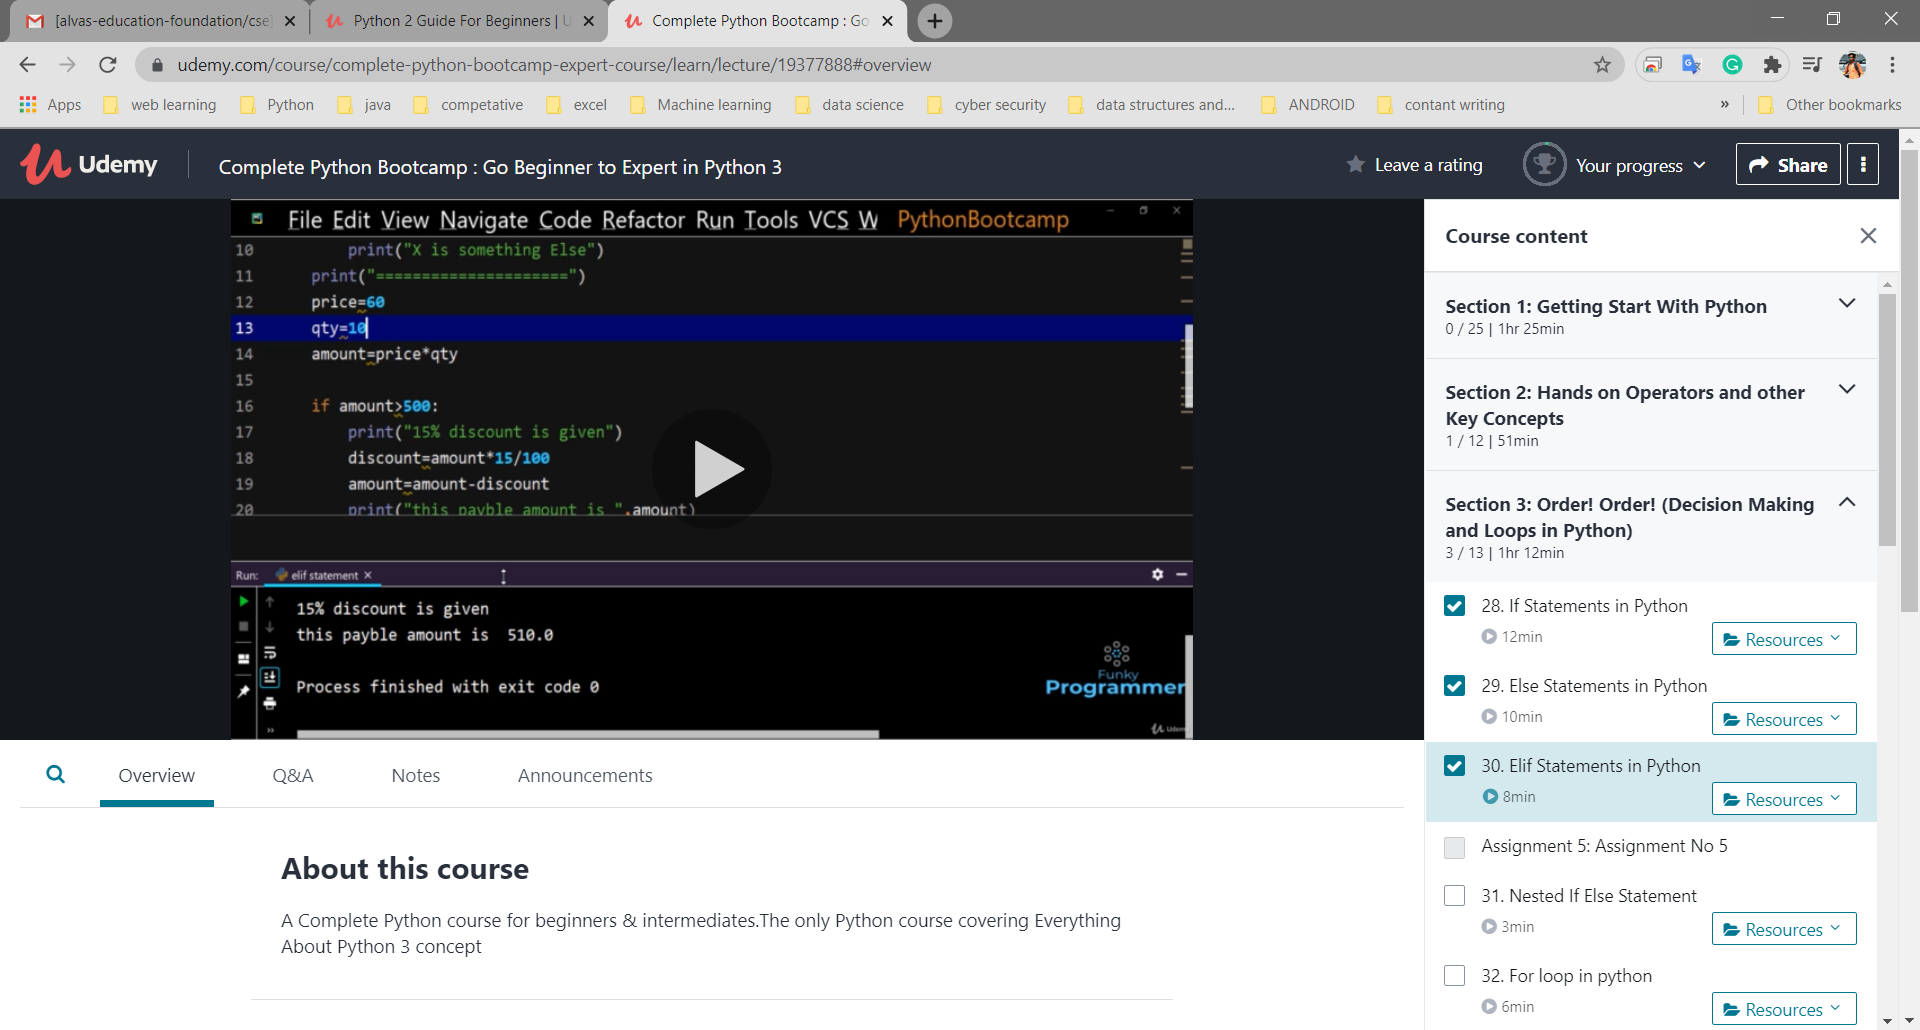 [alvas-education-foundation/cse]
Python 2 Guide For Beginners | U
Complete Python Bootcamp : Go
udemy.com/course/complete-python-bootcamp-expert-course/learn/lecture/19377888#overview
Apps web learning Python java competative excel Machine learning data science cyber security data structures and... ANDROID contant writing » Other bookmarks
Udemy Complete Python Bootcamp : Go Beginner to Expert in Python 3 Leave a rating Your progress Share
File Edit View Navigate Code Refactor Run Tools VCS W PythonBootcamp
10 print("X is something Else")
11 print("=====================")
12 price=60
13 qty=10
14 amount=price*qty
15
16 if amount>500:
17 print("15% discount is given")
18 discount=amount*15/100
19 amount=amount-discount
20 print("this payble amount is ",amount)
Run: elif statement
15% discount is given
this payble amount is 510.0
Process finished with exit code 0
Funky
Programmer
Udemy
Overview Q&A Notes Announcements
About this course
A Complete Python course for beginners & intermediates.The only Python course covering Everything
About Python 3 concept
Course content
Section 1: Getting Start With Python
0 / 25 | 1hr 25min
Section 2: Hands on Operators and other
Key Concepts
1 / 12 | 51min
Section 3: Order! Order! (Decision Making
and Loops in Python)
3 / 13 | 1hr 12min
28. If Statements in Python
12min Resources
29. Else Statements in Python
10min Resources
30. Elif Statements in Python
8min Resources
Assignment 5: Assignment No 5
31. Nested If Else Statement
3min Resources
32. For loop in python
6min Resources